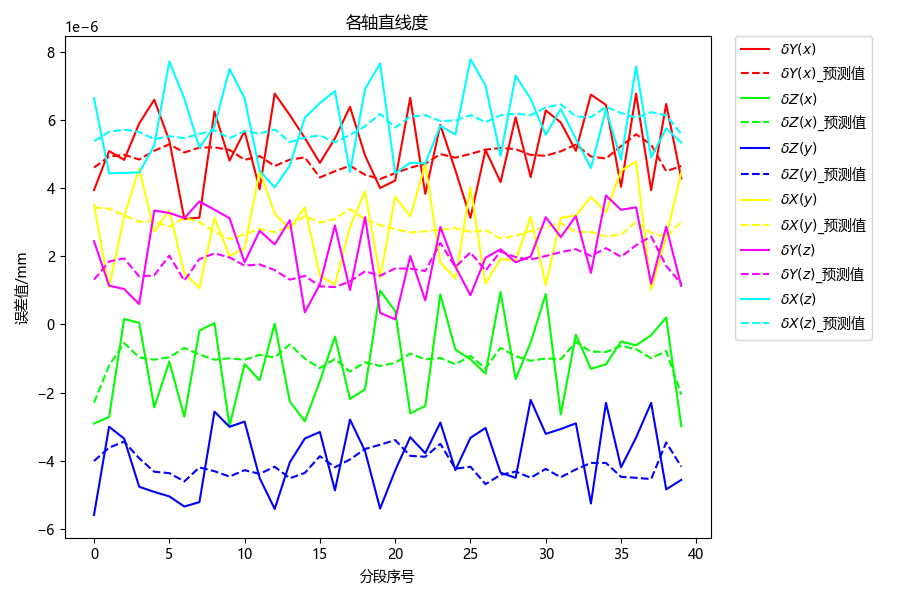 各轴直线度
1e−6
8
6
4
2
0
−2
−4
−6
误差值/mm
0 5 10 15 20 25 30 35 40
分段序号
δY(x)
δY(x)_预测值
δZ(x)
δZ(x)_预测值
δZ(y)
δZ(y)_预测值
δX(y)
δX(y)_预测值
δY(z)
δY(z)_预测值
δX(z)
δX(z)_预测值